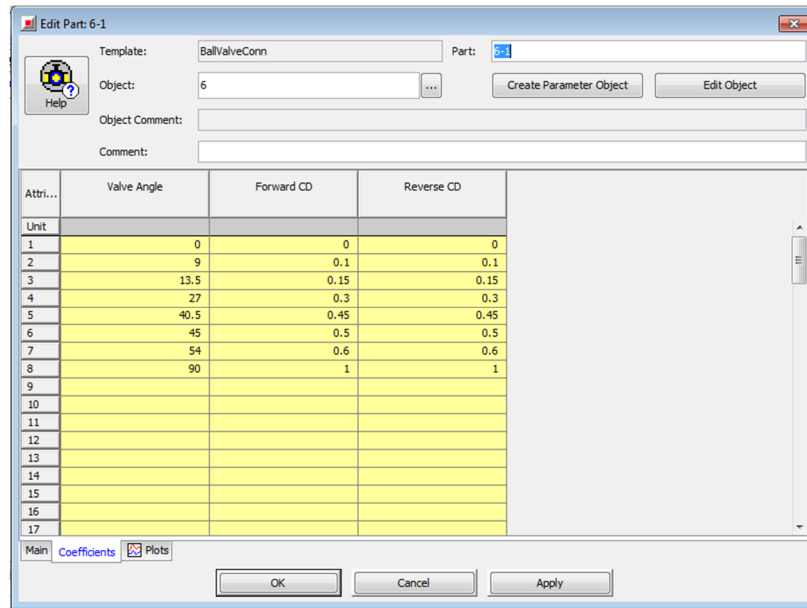 Edit Part: 6-1
Template: BallValveConn Part: 6-1
Help
Object: 6 ... Create Parameter Object Edit Object
Object Comment:
Comment:
Attri... Valve Angle Forward CD Reverse CD
Unit
1 0 0 0
2 9 0.1 0.1
3 13.5 0.15 0.15
4 27 0.3 0.3
5 40.5 0.45 0.45
6 45 0.5 0.5
7 54 0.6 0.6
8 90 1 1
9
10
11
12
13
14
15
16
17
Main Coefficients Plots
OK Cancel Apply